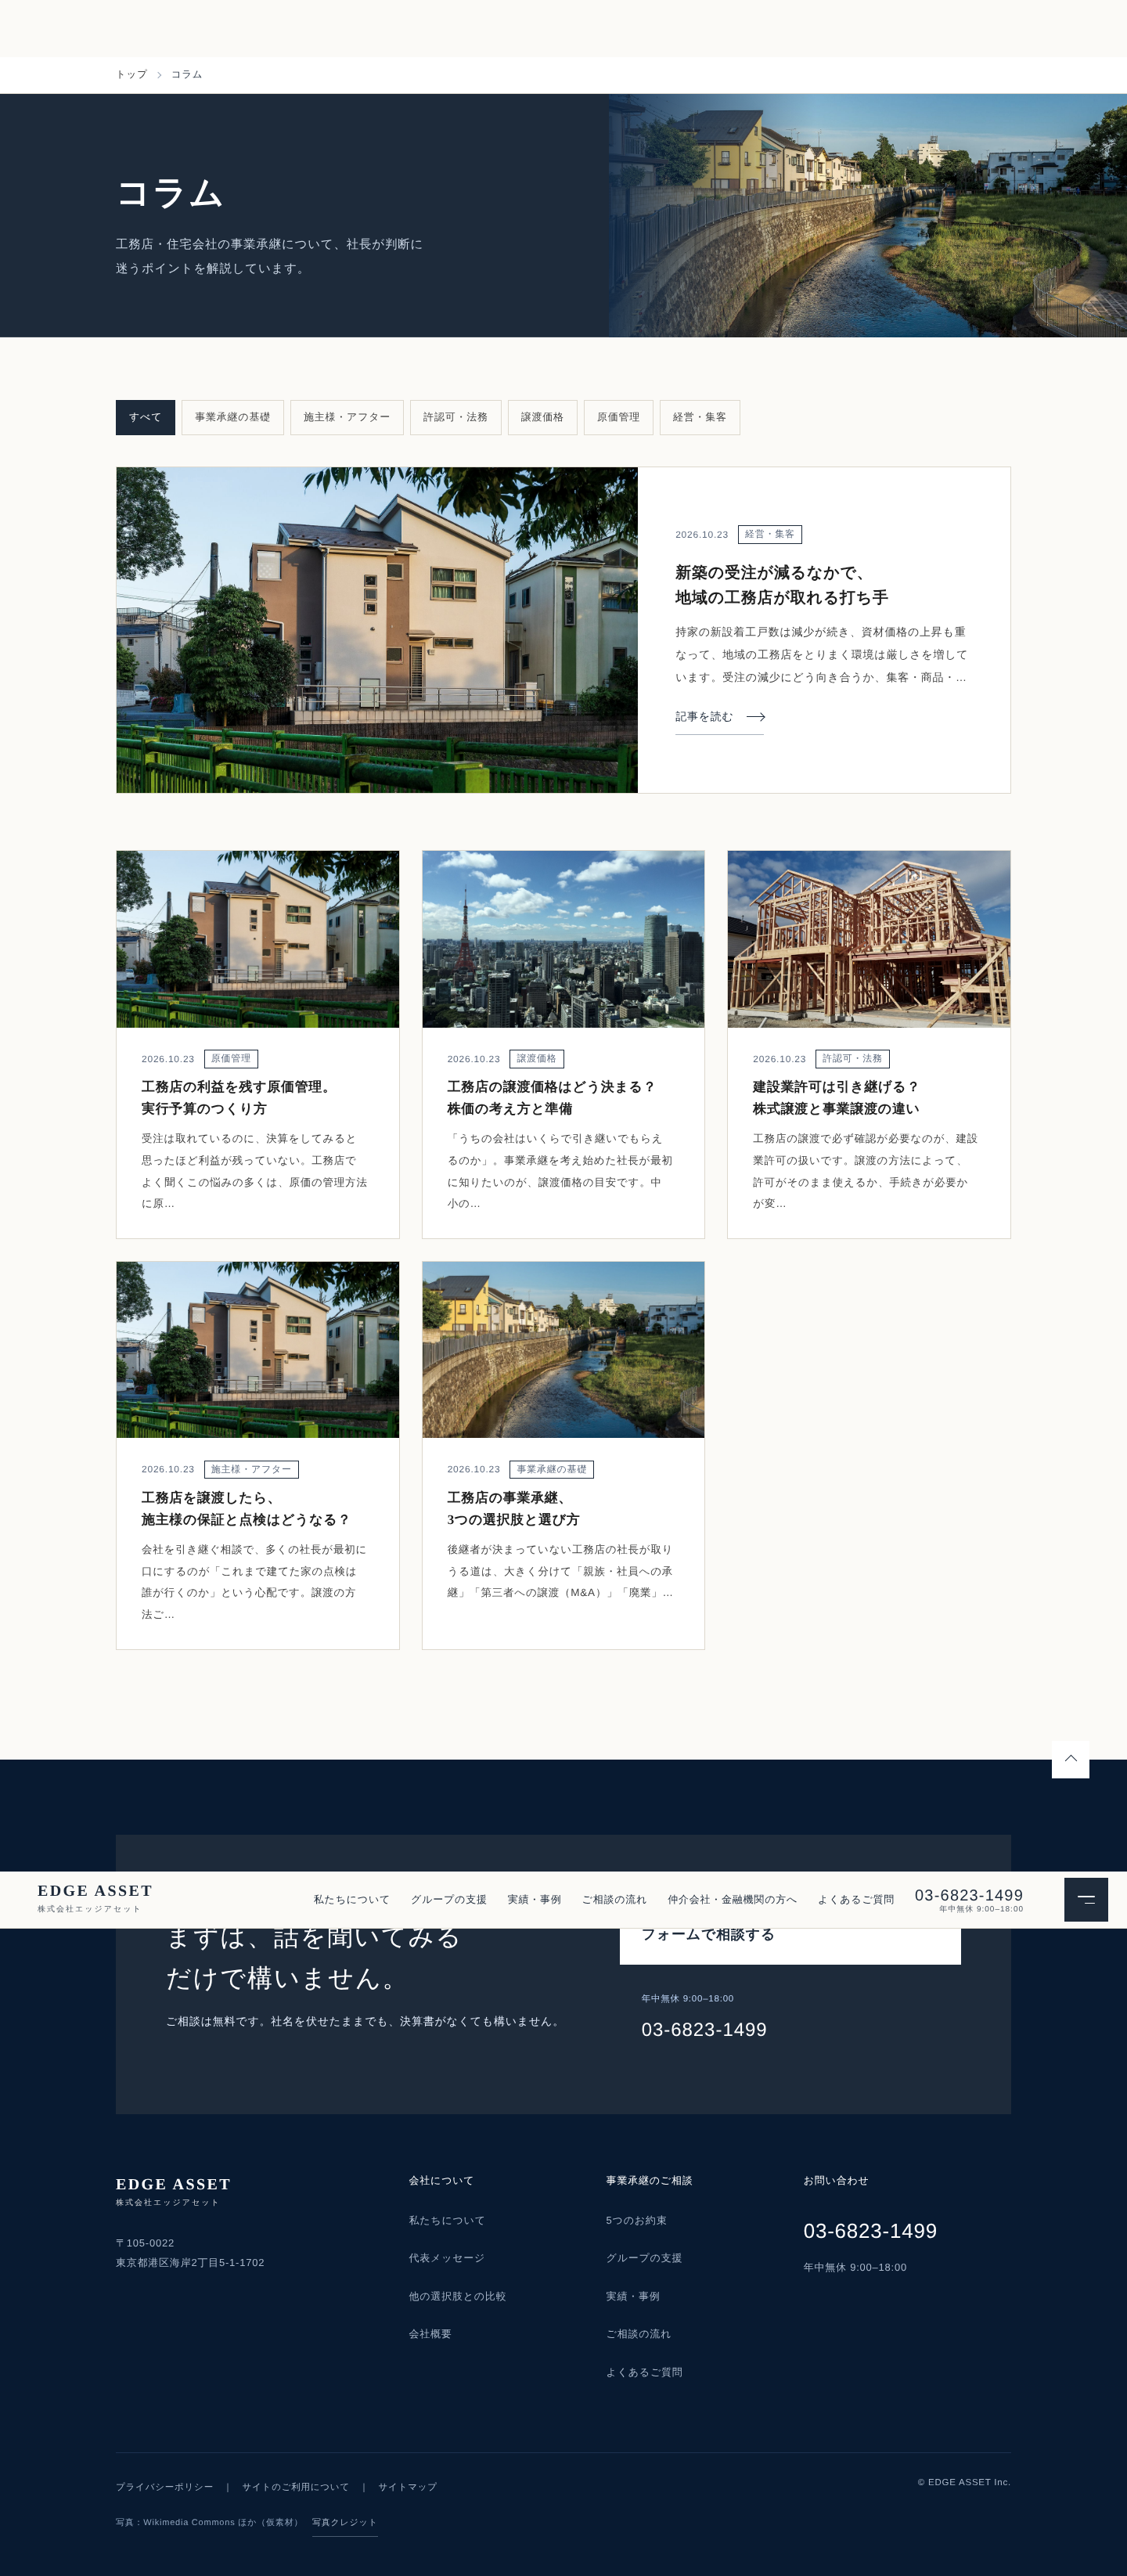 トップ
コラム
コラム
工務店・住宅会社の事業承継について、社長が判断に
迷うポイントを解説しています。
すべて
事業承継の基礎
施主様・アフター
許認可・法務
譲渡価格
原価管理
経営・集客
2026.10.23 経営・集客
新築の受注が減るなかで、
地域の工務店が取れる打ち手
持家の新設着工戸数は減少が続き、資材価格の上昇も重
なって、地域の工務店をとりまく環境は厳しさを増して
います。受注の減少にどう向き合うか、集客・商品・...
記事を読む
2026.10.23 原価管理
工務店の利益を残す原価管理。
実行予算のつくり方
受注は取れているのに、決算をしてみると
思ったほど利益が残っていない。工務店で
よく聞くこの悩みの多くは、原価の管理方法
に原...
2026.10.23 譲渡価格
工務店の譲渡価格はどう決まる？
株価の考え方と準備
「うちの会社はいくらで引き継いでもらえ
るのか」。事業承継を考え始めた社長が最初
に知りたいのが、譲渡価格の目安です。中
小の...
2026.10.23 許認可・法務
建設業許可は引き継げる？
株式譲渡と事業譲渡の違い
工務店の譲渡で必ず確認が必要なのが、建設
業許可の扱いです。譲渡の方法によって、
許可がそのまま使えるか、手続きが必要か
が変...
2026.10.23 施主様・アフター
工務店を譲渡したら、
施主様の保証と点検はどうなる？
会社を引き継ぐ相談で、多くの社長が最初に
口にするのが「これまで建てた家の点検は
誰が行くのか」という心配です。譲渡の方
法ご...
2026.10.23 事業承継の基礎
工務店の事業承継、
3つの選択肢と選び方
後継者が決まっていない工務店の社長が取り
うる道は、大きく分けて「親族・社員への承
継」「第三者への譲渡（M&A）」「廃業」...
EDGE ASSET
株式会社エッジアセット
私たちについて
グループの支援
実績・事例
ご相談の流れ
仲介会社・金融機関の方へ
よくあるご質問
03-6823-1499
年中無休 9:00–18:00
まずは、話を聞いてみる
だけで構いません。
ご相談は無料です。社名を伏せたままでも、決算書がなくても構いません。
フォームで相談する
年中無休 9:00–18:00
03-6823-1499
EDGE ASSET
株式会社エッジアセット
〒105-0022
東京都港区海岸2丁目5-1-1702
会社について
私たちについて
代表メッセージ
他の選択肢との比較
会社概要
事業承継のご相談
5つのお約束
グループの支援
実績・事例
ご相談の流れ
よくあるご質問
お問い合わせ
03-6823-1499
年中無休 9:00–18:00
プライバシーポリシー | サイトのご利用について | サイトマップ
© EDGE ASSET Inc.
写真：Wikimedia Commons ほか（仮素材） 写真クレジット